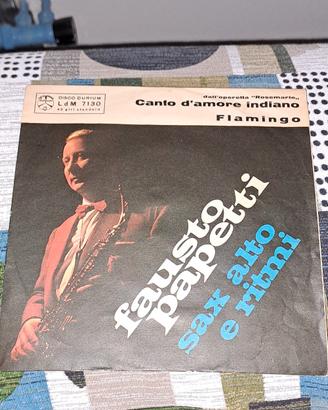 DISCO DURIUM
LdM 7130
45 giri standard
dall'operetta "Rosemarie„
Canto d'amore indiano
Flamingo
fausto
papetti
sax alto
e ritmi